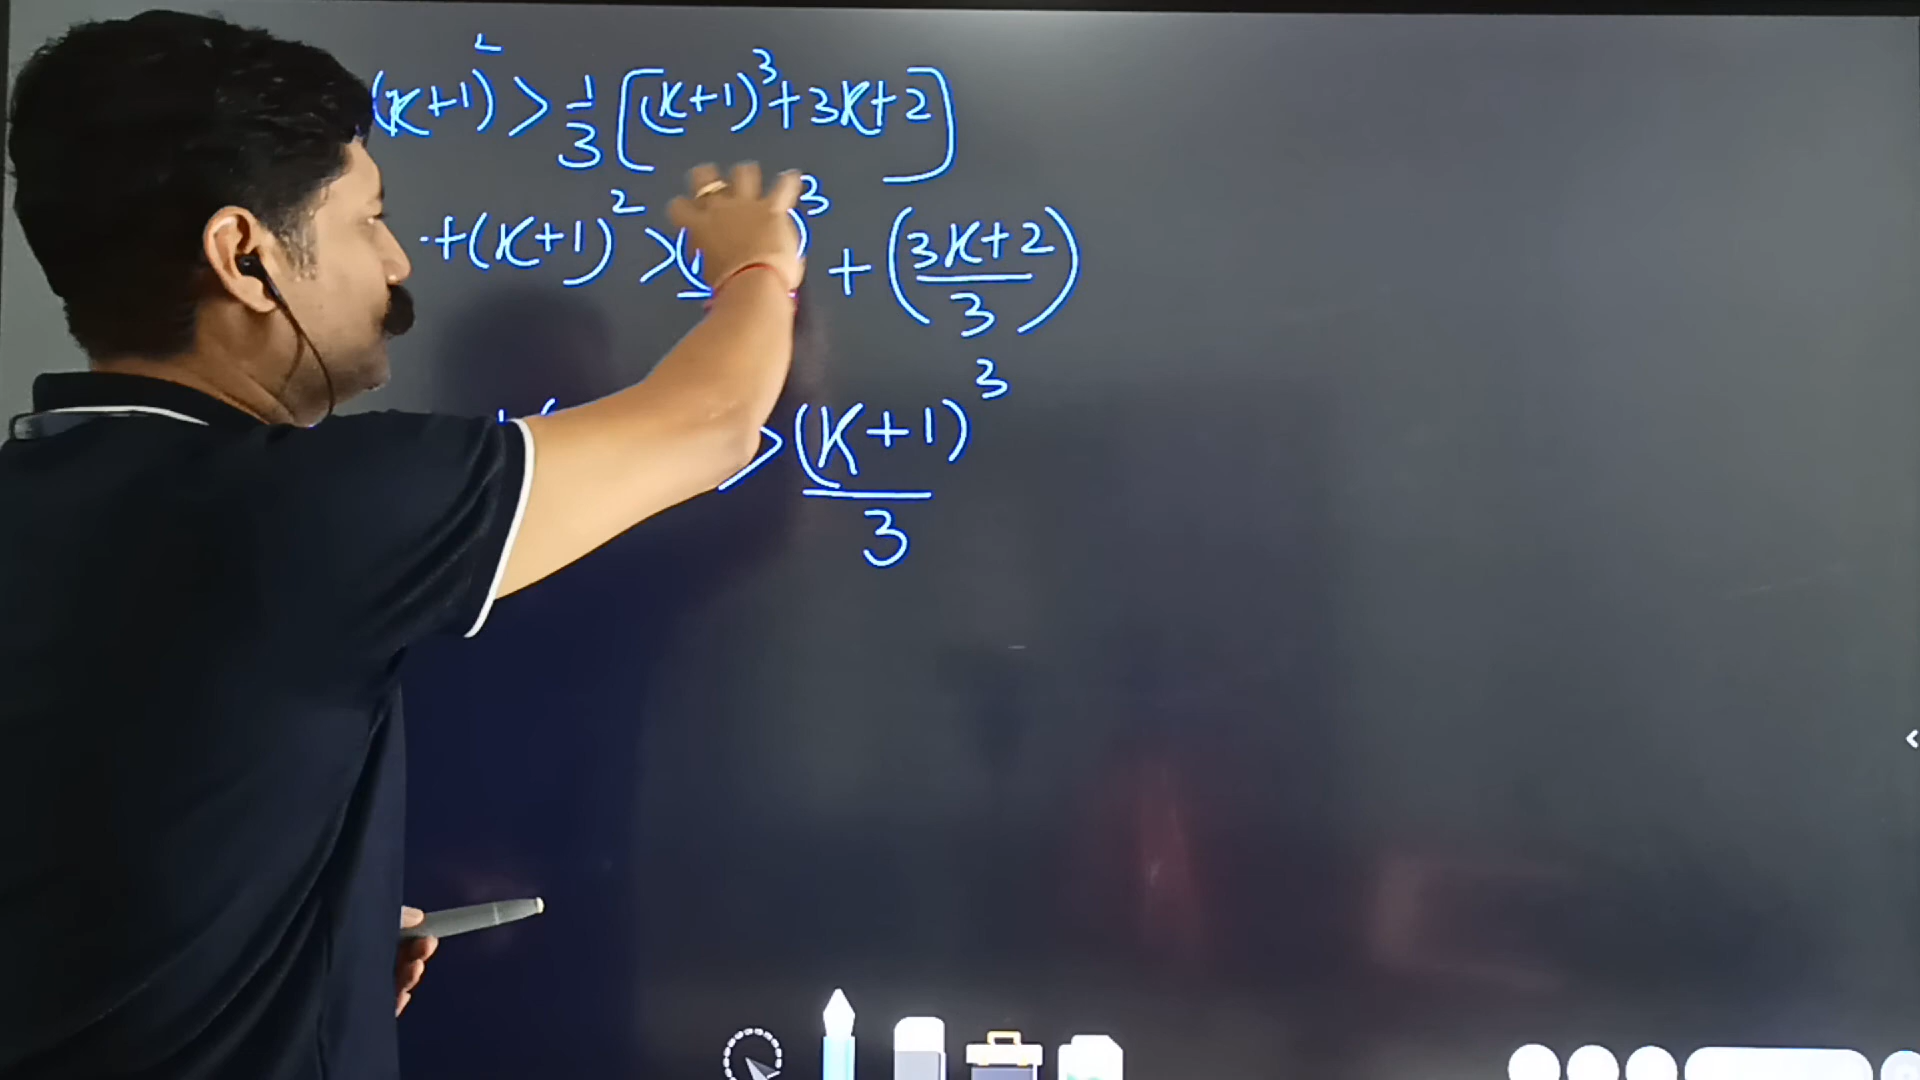 (K+1)² > 1/3 [(K+1)³+3K+2]
·+(K+1)² > ( )³ + (3K+2/3)
> (K+1)³/3